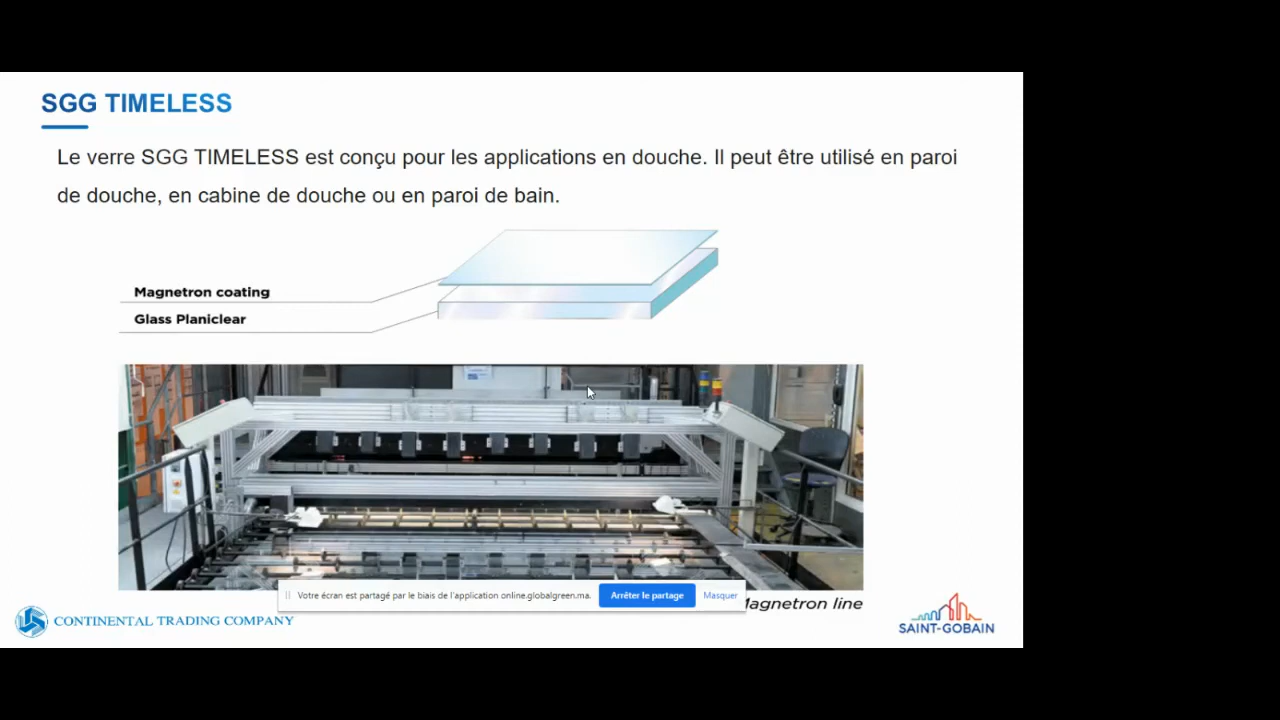 SGG TIMELESS
Le verre SGG TIMELESS est conçu pour les applications en douche. Il peut être utilisé en paroi
de douche, en cabine de douche ou en paroi de bain.
Magnetron coating
Glass Planiclear
Votre écran est partagé par le biais de l'application online.globalgreen.ma.
Arrêter le partage
Masquer
line
CONTINENTAL TRADING COMPANY
SAINT-GOBAIN